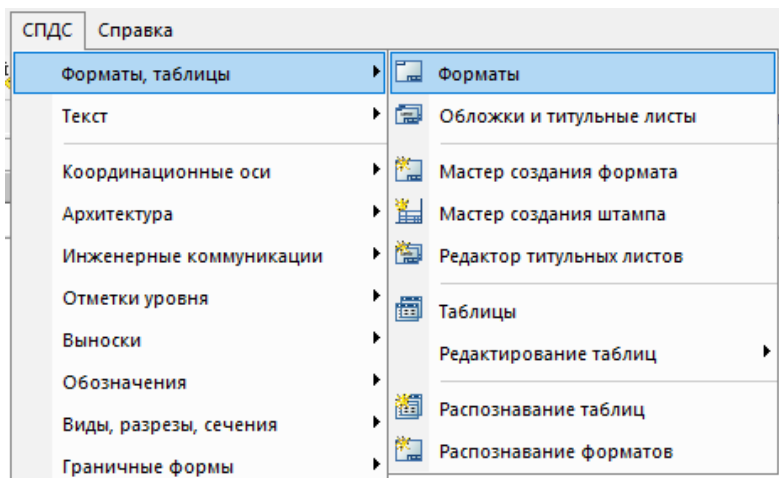 СПДС Справка
Форматы, таблицы
Текст
Координационные оси
Архитектура
Инженерные коммуникации
Отметки уровня
Выноски
Обозначения
Виды, разрезы, сечения
Граничные формы
Форматы
Обложки и титульные листы
Мастер создания формата
Мастер создания штампа
Редактор титульных листов
Таблицы
Редактирование таблиц
Распознавание таблиц
Распознавание форматов